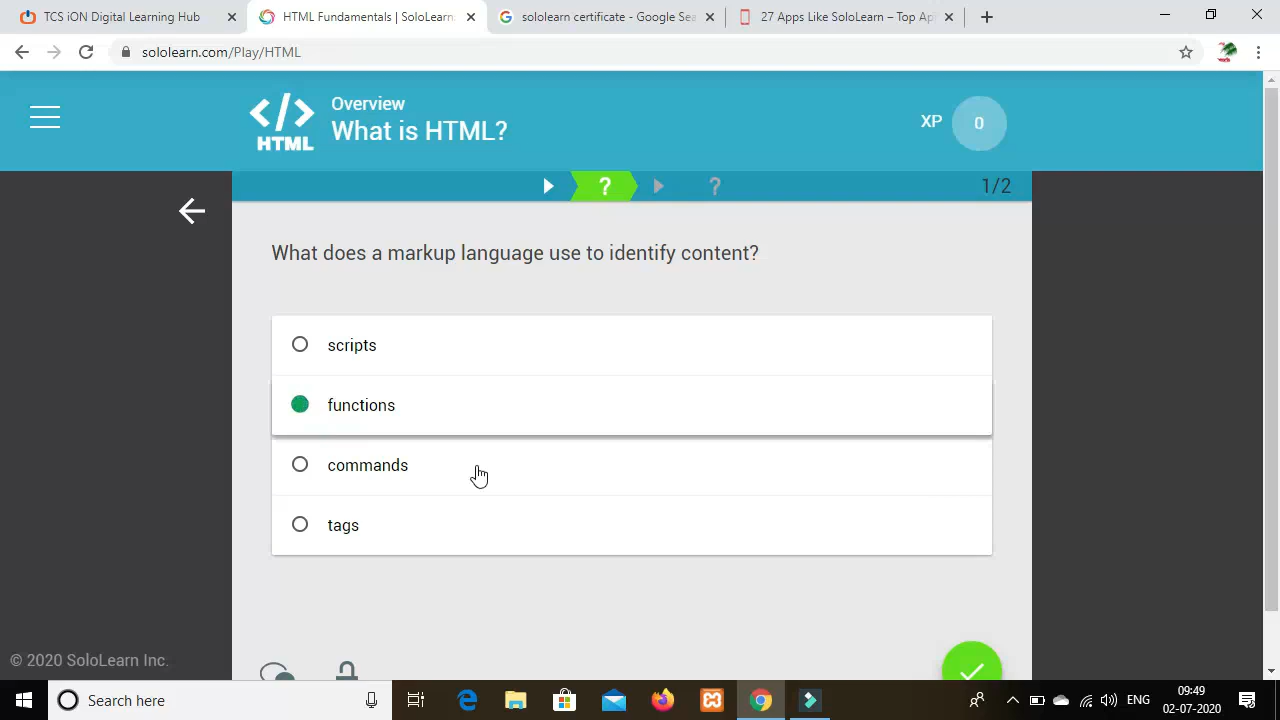 TCS iON Digital Learning Hub
HTML Fundamentals | SoloLearn
sololearn certificate - Google Sea
27 Apps Like SoloLearn – Top Ap
sololearn.com/Play/HTML
HTML
Overview
What is HTML?
XP
0
?
?
1/2
What does a markup language use to identify content?
scripts
functions
commands
tags
© 2020 SoloLearn Inc.
Search here
ENG
09:49
02-07-2020